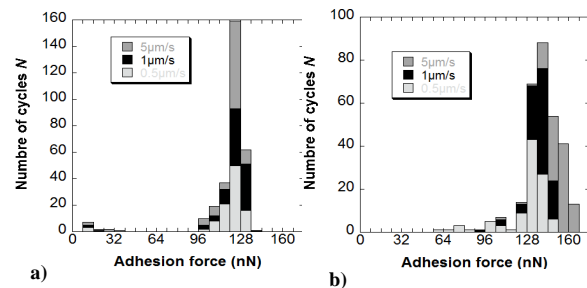 160
140
120
100
80
60
40
20
0
Numbre of cycles N
5µm/s
1µm/s
0.5µm/s
0 32 64 96 128 160
Adhesion force (nN)
a)
100
80
60
40
20
0
Numbre of cycles N
5µm/s
1µm/s
0.5µm/s
0 32 64 96 128 160
Adhesion force (nN)
b)